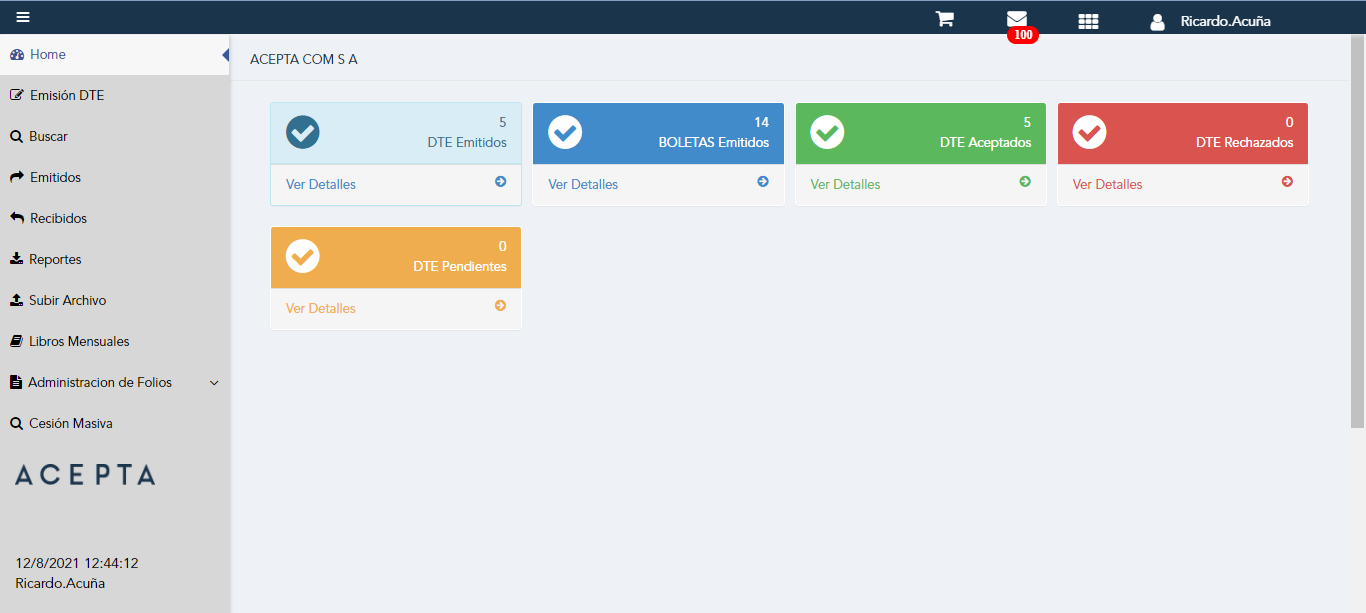 Ricardo.Acuña
100
Home
ACEPTA COM S A
Emisión DTE
Buscar
Emitidos
Recibidos
Reportes
Subir Archivo
Libros Mensuales
Administracion de Folios
Cesión Masiva
ACEPTA
12/8/2021 12:44:12
Ricardo.Acuña
5
DTE Emitidos
Ver Detalles
14
BOLETAS Emitidos
Ver Detalles
5
DTE Aceptados
Ver Detalles
0
DTE Rechazados
Ver Detalles
0
DTE Pendientes
Ver Detalles